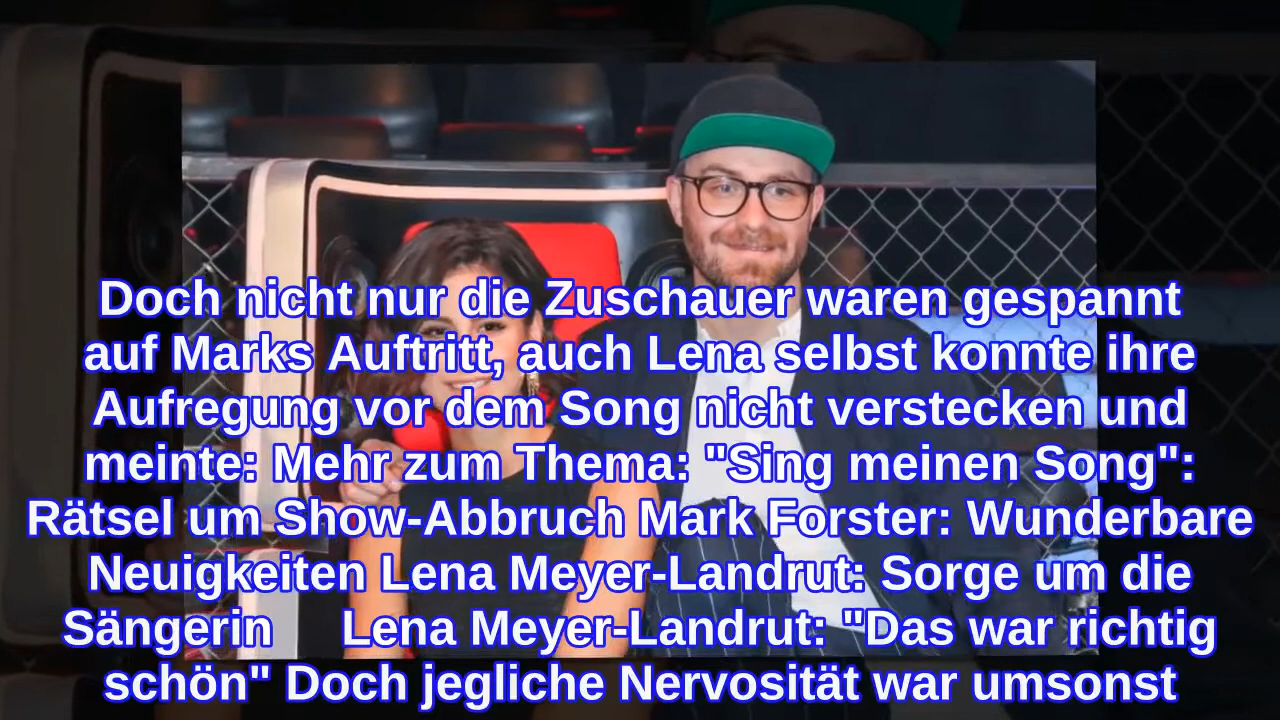 Doch nicht nur die Zuschauer waren gespannt
auf Marks Auftritt, auch Lena selbst konnte ihre
Aufregung vor dem Song nicht verstecken und
meinte: Mehr zum Thema: "Sing meinen Song":
Rätsel um Show-Abbruch Mark Forster: Wunderbare
Neuigkeiten Lena Meyer-Landrut: Sorge um die
Sängerin Lena Meyer-Landrut: "Das war richtig
schön" Doch jegliche Nervosität war umsonst